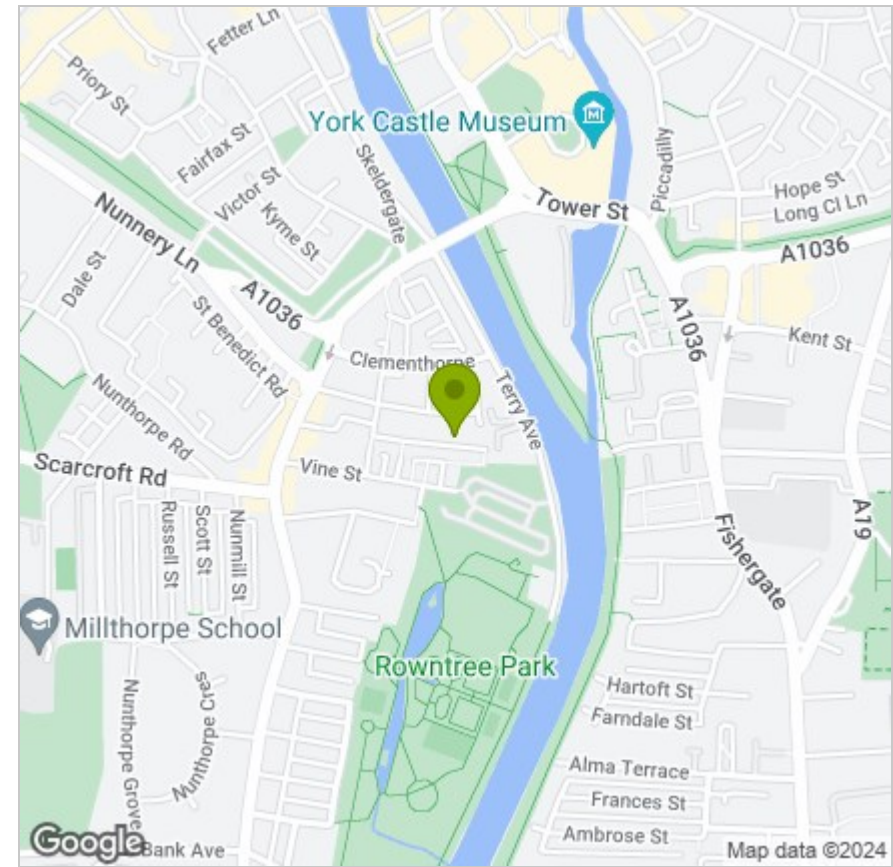 Fetter Ln
Priory St
York Castle Museum
Fairfax St
Skeldergate
Piccadilly
Victor St
Hope St
Kyme St
Tower St
Long Cl Ln
Nunnery Ln
A1036
Dale St
A1036
A1036
St Benedict Rd
Kent St
Clementhorpe
Nunthorpe Rd
Terry Ave
Scarcroft Rd
Vine St
A19
Russell St
Scott St
Nunmill St
Fishergate
Millthorpe School
Rowntree Park
Hartoft St
Nunthorpe Cres
Farndale St
Nunthorpe Grove
Alma Terrace
Frances St
Ambrose St
Google
Bank Ave
Map data ©2024